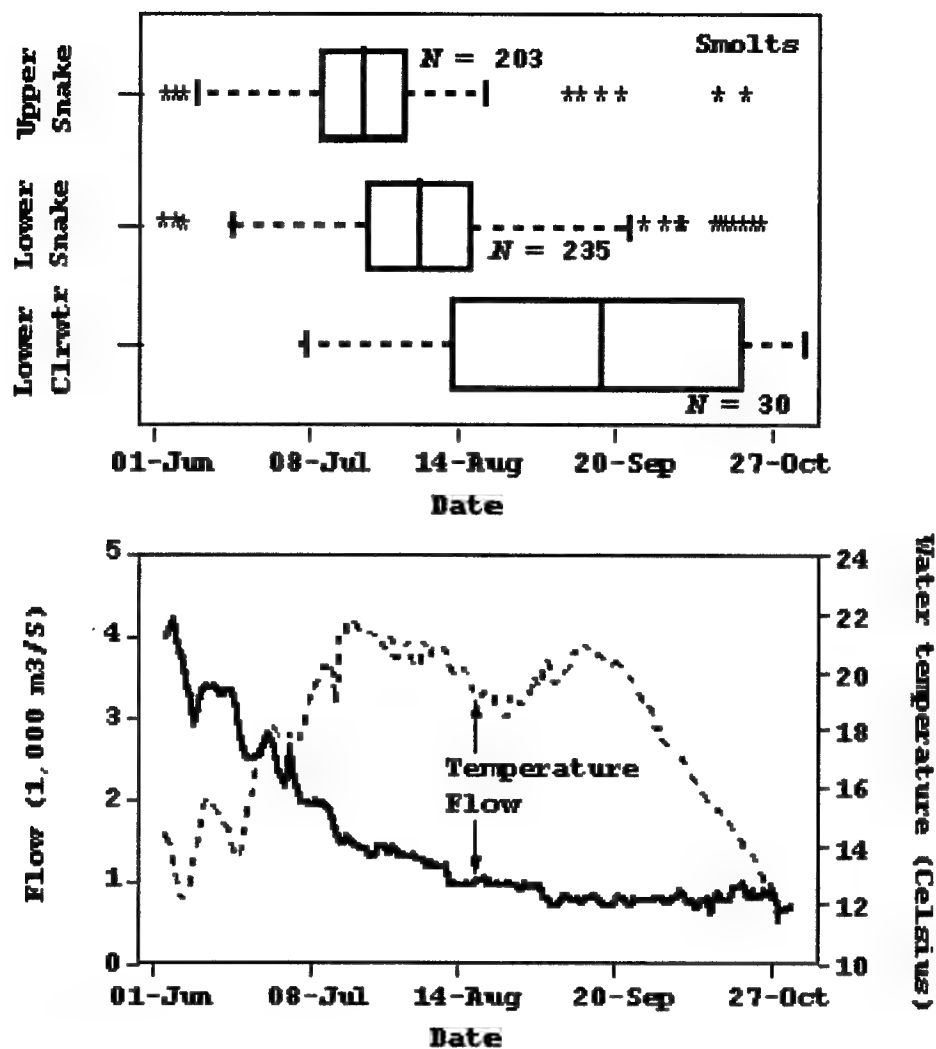 Smolts
Upper
Snake
N = 203
Lower
Snake
N = 235
Lower
Clrwtr
N = 30
01-Jun 08-Jul 14-Aug 20-Sep 27-Oct
Date
Flow (1,000 m3/S)
5
4
3
2
1
0
Temperature
Flow
24
22
20
18
16
14
12
10
Water temperature (Celsius)
01-Jun 08-Jul 14-Aug 20-Sep 27-Oct
Date